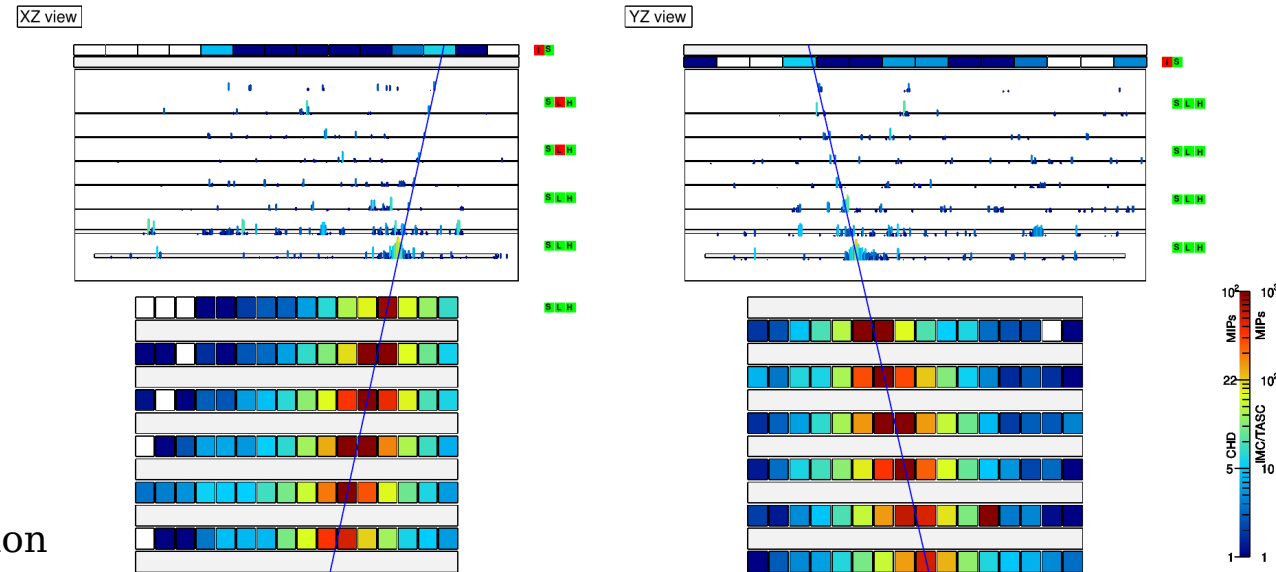 XZ view
YZ view
I S
I S
S L H
S L H
S L H
S L H
S L H
S L H
S L H
S L H
S L H
10² 10³
MIPs MIPs
22 10²
CHD IMC/TASC
5 10
1 1
on